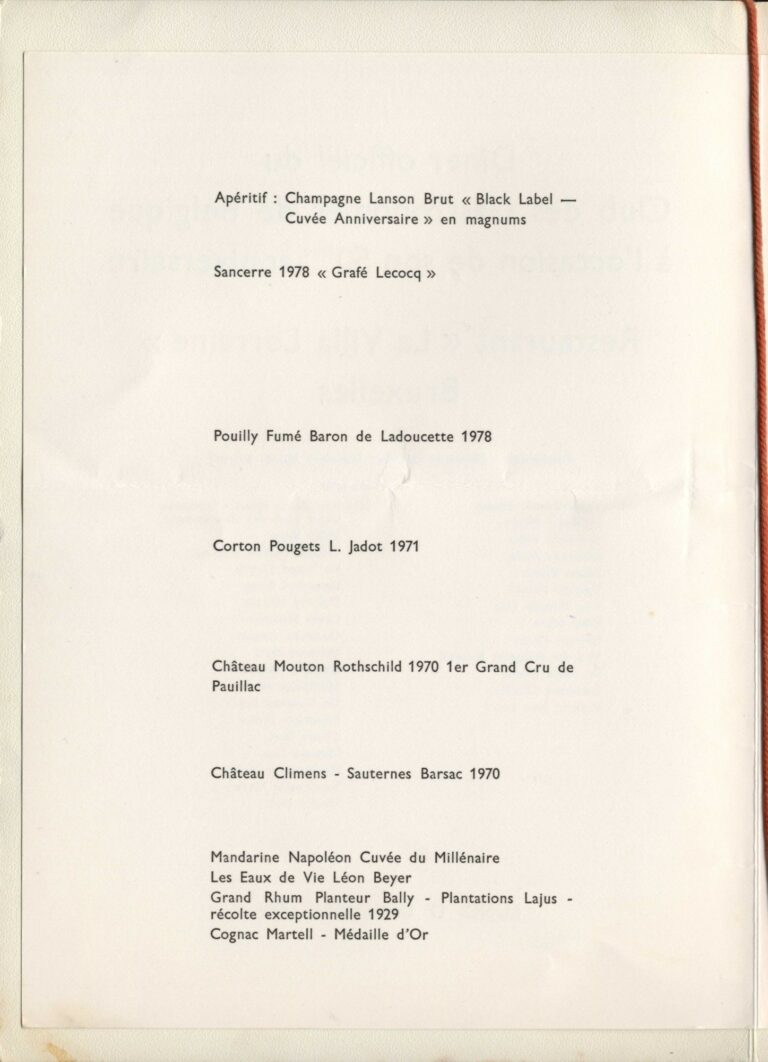 Apéritif : Champagne Lanson Brut « Black Label —
Cuvée Anniversaire » en magnums
Sancerre 1978 « Grafé Lecocq »
Pouilly Fumé Baron de Ladoucette 1978
Corton Pougets L. Jadot 1971
Château Mouton Rothschild 1970 1er Grand Cru de
Pauillac
Château Climens - Sauternes Barsac 1970
Mandarine Napoléon Cuvée du Millénaire
Les Eaux de Vie Léon Beyer
Grand Rhum Planteur Bally - Plantations Lajus -
récolte exceptionnelle 1929
Cognac Martell - Médaille d'Or